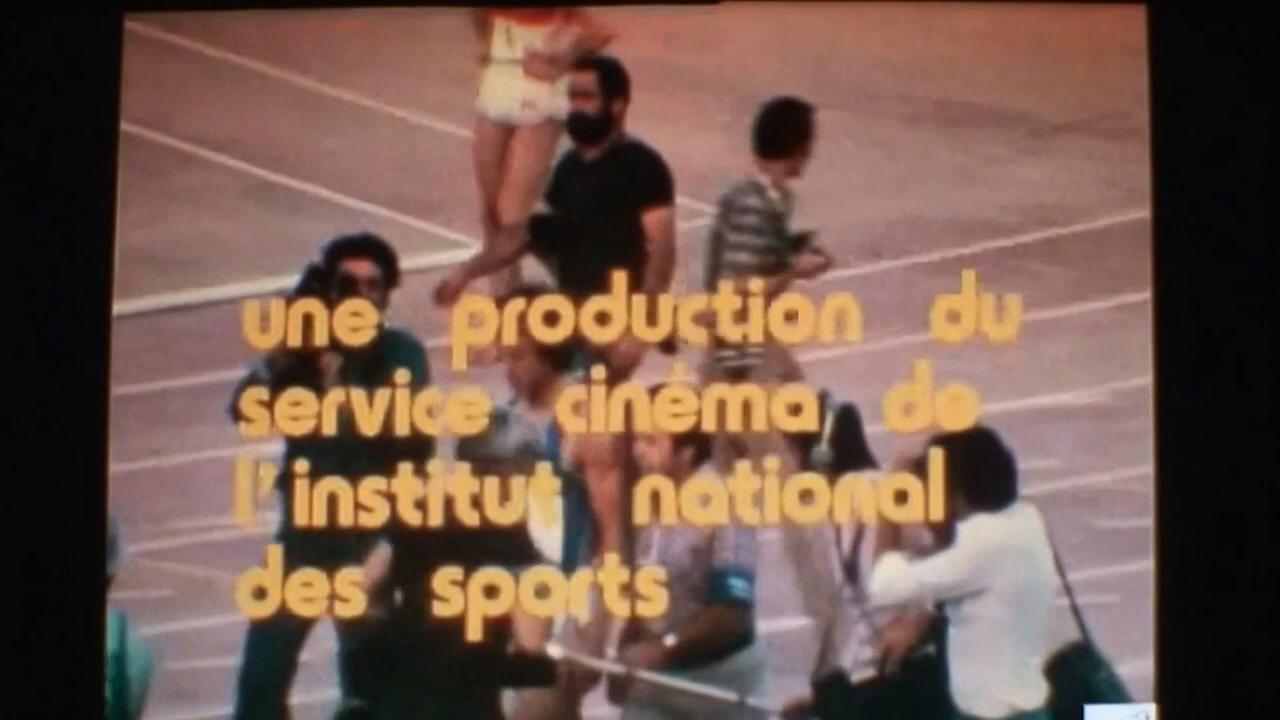 une production du
service cinéma de
l'institut national
des sports